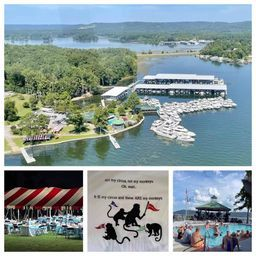 not my circus, not my monkeys
Oh, wait.
It IS my circus and these ARE my monkeys